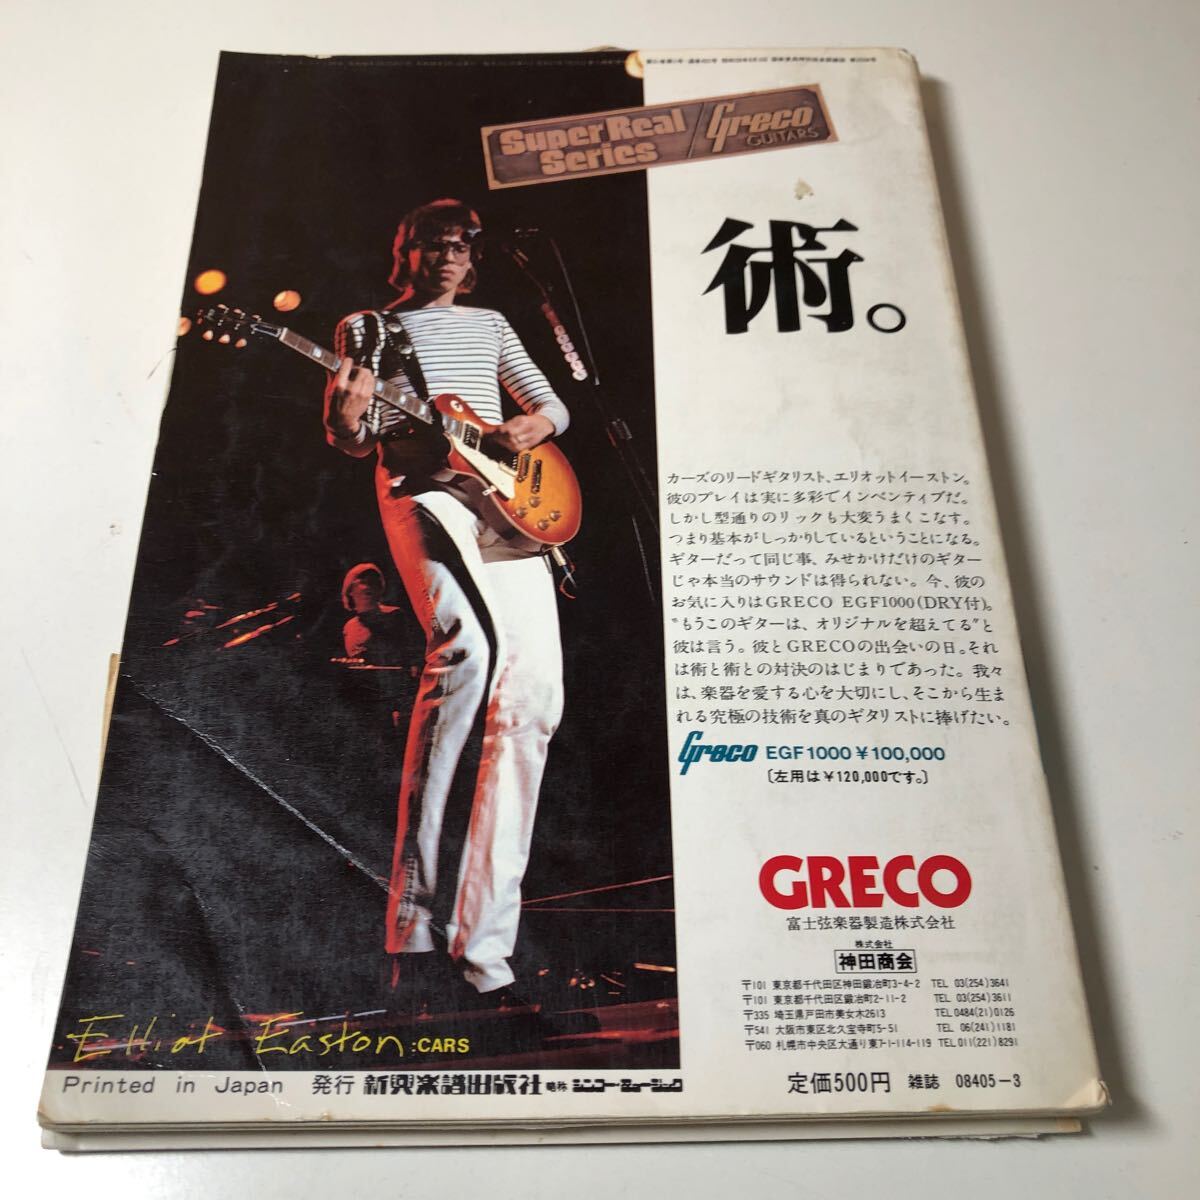 Super Real Series / Greco GUITARS
術。
カーズのリードギタリスト、エリオットイーストン。
彼のプレイは実に多彩でインベンティブだ。
しかし型通りのリックも大変うまくこなす。
つまり基本がしっかりしているということになる。
ギターだって同じ事、みせかけだけのギター
じゃ本当のサウンドは得られない。今、彼の
お気に入りはGRECO EGF1000(DRY付)。
"もうこのギターは、オリジナルを超えてる"と
彼は言う。彼とGRECOの出会いの日。それ
は術と術との対決のはじまりであった。我々
は、楽器を愛する心を大切にし、そこから生ま
れる究極の技術を真のギタリストに捧げたい。
Greco EGF1000 ¥100,000
〔左用は¥120,000です。〕
GRECO
富士弦楽器製造株式会社
株式会社
神田商会
〒101 東京都千代田区神田鍛冶町3-4-2 TEL 03(254)3641
〒101 東京都千代田区鍛冶町2-11-2 TEL 03(254)3611
〒335 埼玉県戸田市美女木2613 TEL 0484(21)0126
〒541 大阪市東区北久宝寺町5-51 TEL 06(241)1181
〒060 札幌市中央区大通り東7-1-114-119 TEL 011(221)8291
Elliot Easton :CARS
Printed in Japan 発行 新興楽譜出版社 略称 シンコー・ミュージック 定価500円 雑誌 08405-3